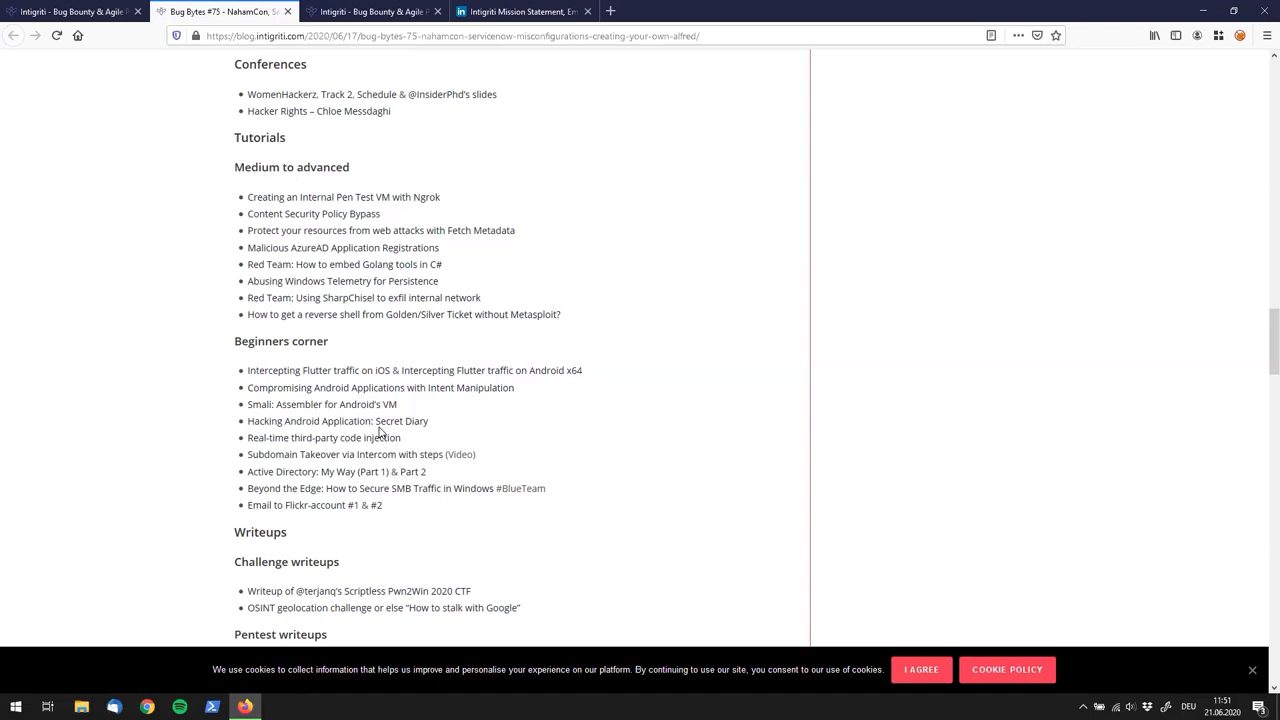 Intigriti - Bug Bounty & Agile P
Bug Bytes #75 - NahamCon, Se
Intigriti - Bug Bounty & Agile P
Intigriti Mission Statement, Em
https://blog.intigriti.com/2020/06/17/bug-bytes-75-nahamcon-servicenow-misconfigurations-creating-your-own-alfred/
Conferences
WomenHackerz, Track 2, Schedule & @InsiderPhd's slides
Hacker Rights – Chloe Messdaghi
Tutorials
Medium to advanced
Creating an Internal Pen Test VM with Ngrok
Content Security Policy Bypass
Protect your resources from web attacks with Fetch Metadata
Malicious AzureAD Application Registrations
Red Team: How to embed Golang tools in C#
Abusing Windows Telemetry for Persistence
Red Team: Using SharpChisel to exfil internal network
How to get a reverse shell from Golden/Silver Ticket without Metasploit?
Beginners corner
Intercepting Flutter traffic on iOS & Intercepting Flutter traffic on Android x64
Compromising Android Applications with Intent Manipulation
Smali: Assembler for Android's VM
Hacking Android Application: Secret Diary
Real-time third-party code injection
Subdomain Takeover via Intercom with steps (Video)
Active Directory: My Way (Part 1) & Part 2
Beyond the Edge: How to Secure SMB Traffic in Windows #BlueTeam
Email to Flickr-account #1 & #2
Writeups
Challenge writeups
Writeup of @terjanq's Scriptless Pwn2Win 2020 CTF
OSINT geolocation challenge or else “How to stalk with Google”
Pentest writeups
We use cookies to collect information that helps us improve and personalise your experience on our platform. By continuing to use our site, you consent to our use of cookies.
I AGREE
COOKIE POLICY
DEU
11:51
21.06.2020
3